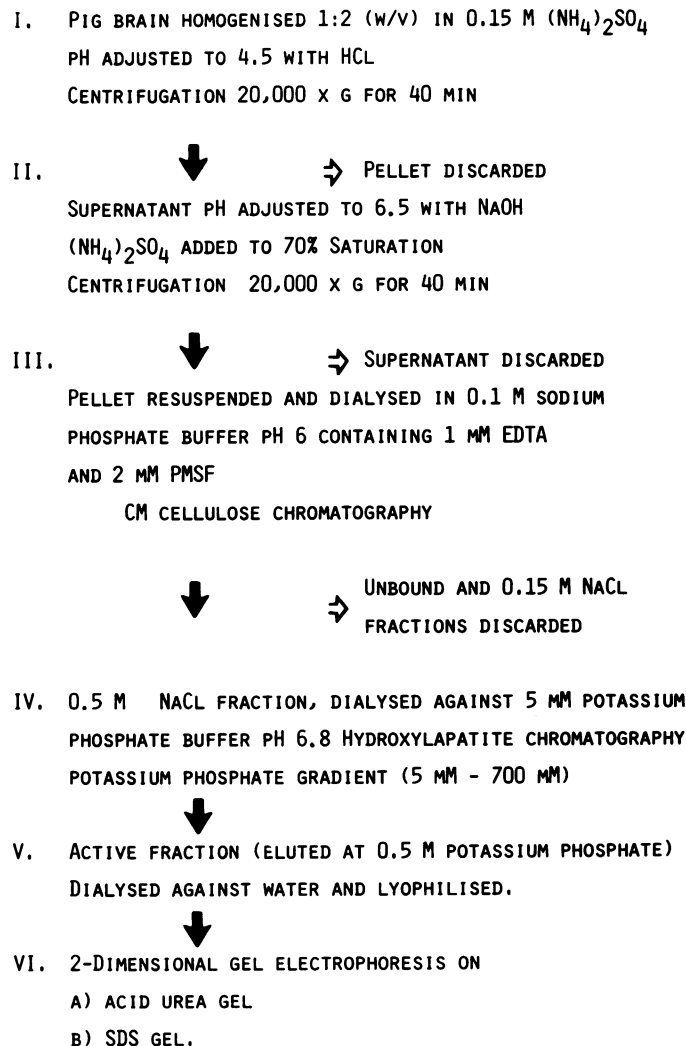 I. PIG BRAIN HOMOGENISED 1:2 (W/V) IN 0.15 M (NH4)2SO4
PH ADJUSTED TO 4.5 WITH HCL
CENTRIFUGATION 20,000 X G FOR 40 MIN
II. PELLET DISCARDED
SUPERNATANT PH ADJUSTED TO 6.5 WITH NAOH
(NH4)2SO4 ADDED TO 70% SATURATION
CENTRIFUGATION 20,000 X G FOR 40 MIN
III. SUPERNATANT DISCARDED
PELLET RESUSPENDED AND DIALYSED IN 0.1 M SODIUM
PHOSPHATE BUFFER PH 6 CONTAINING 1 MM EDTA
AND 2 MM PMSF
CM CELLULOSE CHROMATOGRAPHY
UNBOUND AND 0.15 M NACL
FRACTIONS DISCARDED
IV. 0.5 M NACL FRACTION, DIALYSED AGAINST 5 MM POTASSIUM
PHOSPHATE BUFFER PH 6.8 HYDROXYLAPATITE CHROMATOGRAPHY
POTASSIUM PHOSPHATE GRADIENT (5 MM - 700 MM)
V. ACTIVE FRACTION (ELUTED AT 0.5 M POTASSIUM PHOSPHATE)
DIALYSED AGAINST WATER AND LYOPHILISED.
VI. 2-DIMENSIONAL GEL ELECTROPHORESIS ON
A) ACID UREA GEL
B) SDS GEL.